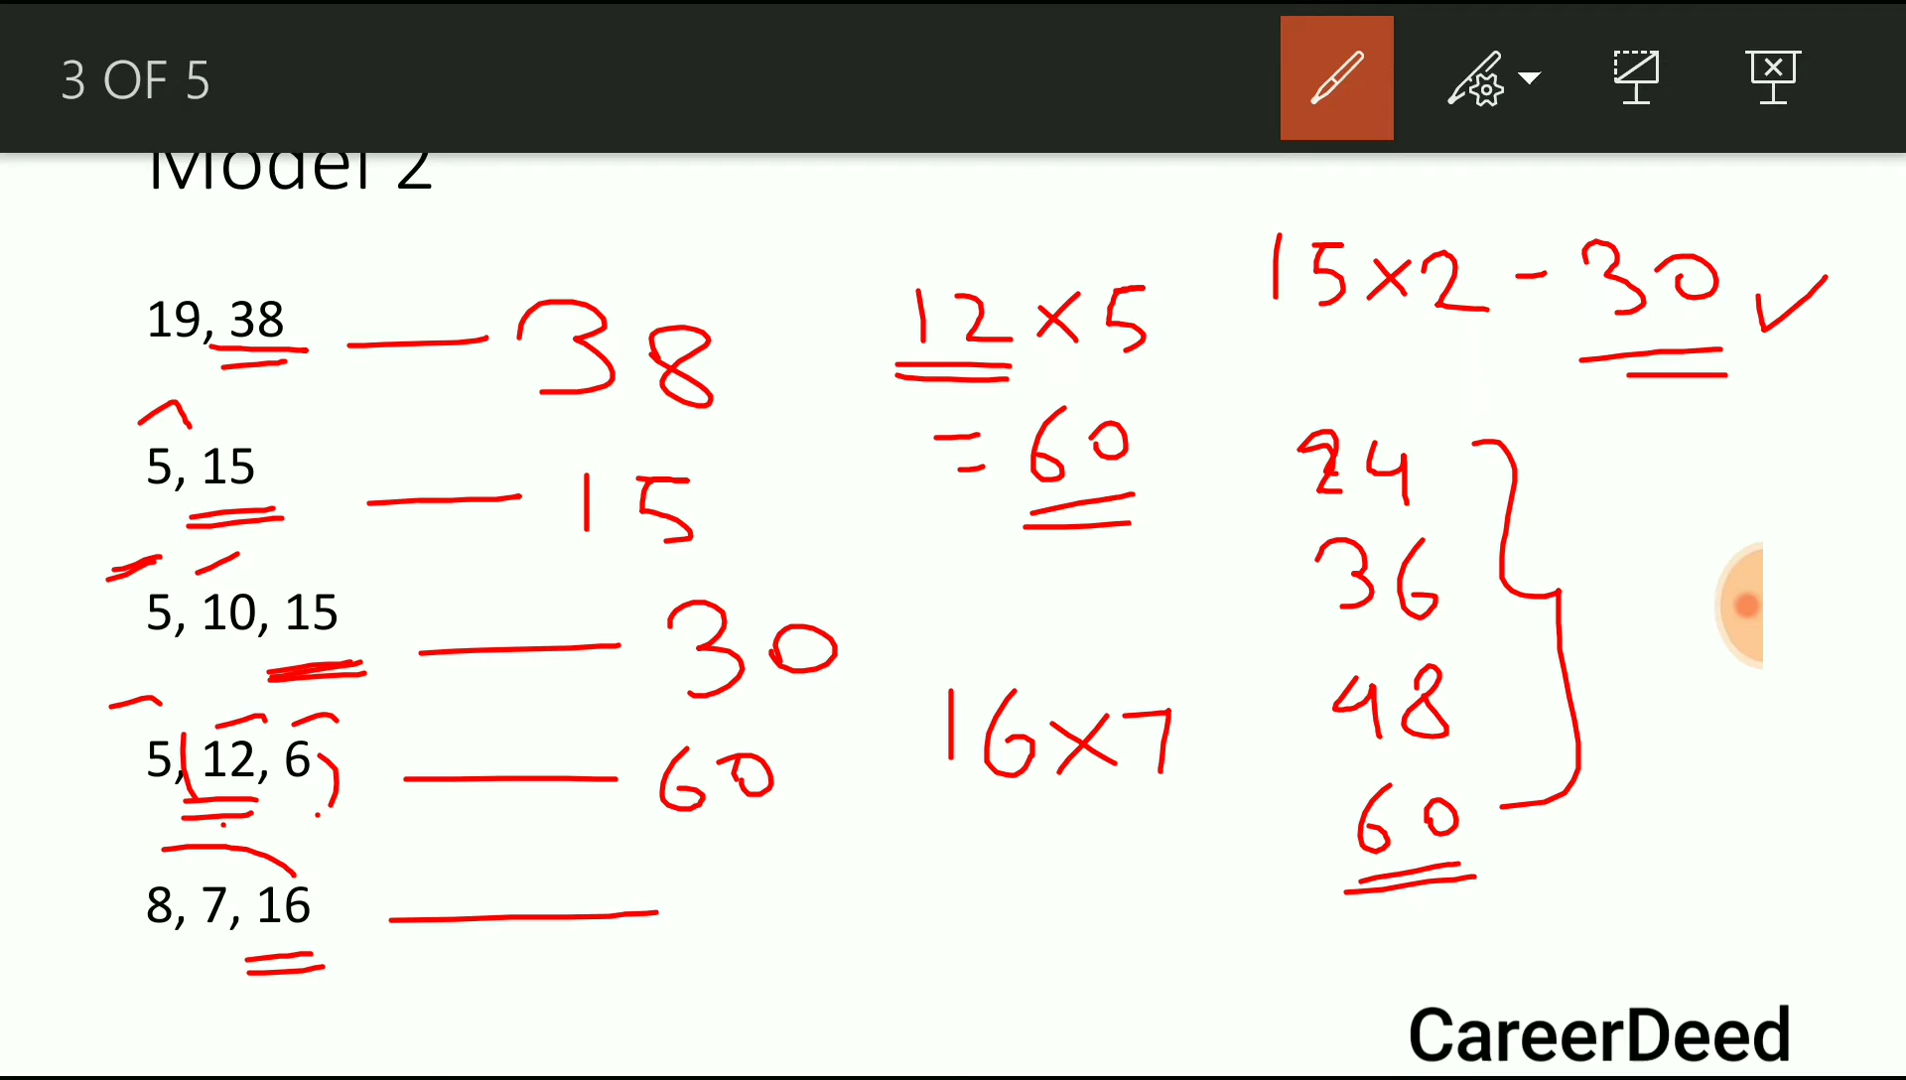 3 OF 5
Model 2
19, 38 — 38
5, 15 — 15
5, 10, 15 — 30
5, 12, 6 — 60
8, 7, 16 —
12 × 5
= 60
16 × 7
15 × 2 - 30 ✓
24
36
48
60
CareerDeed